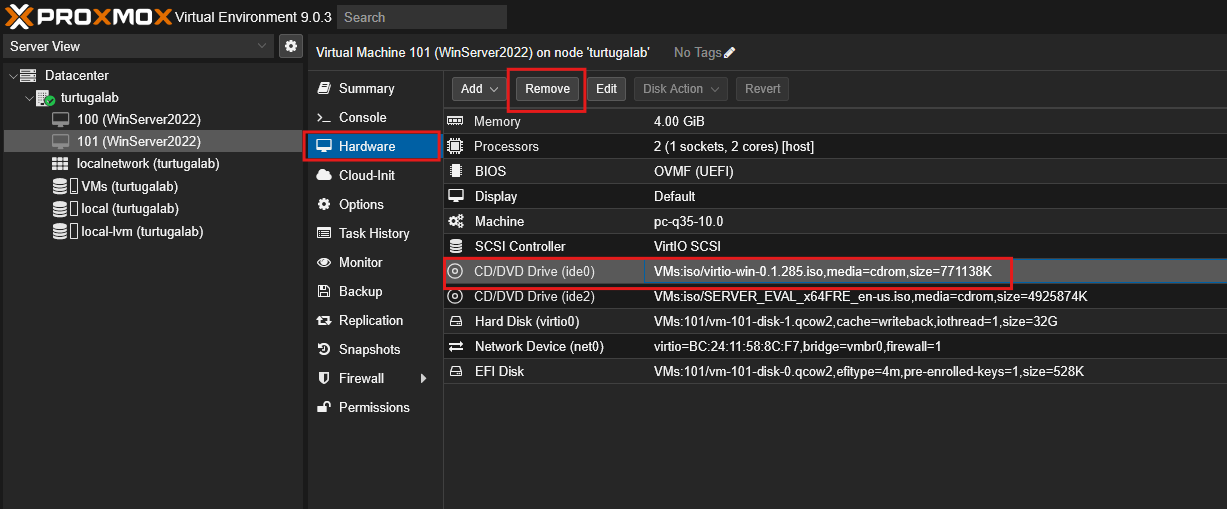 PROXMOX Virtual Environment 9.0.3 Search
Server View
Virtual Machine 101 (WinServer2022) on node 'turtugalab' No Tags
Datacenter
turtugalab
100 (WinServer2022)
101 (WinServer2022)
localnetwork (turtugalab)
VMs (turtugalab)
local (turtugalab)
local-lvm (turtugalab)
Summary
Console
Hardware
Cloud-Init
Options
Task History
Monitor
Backup
Replication
Snapshots
Firewall
Permissions
Add Remove Edit Disk Action Revert
Memory 4.00 GiB
Processors 2 (1 sockets, 2 cores) [host]
BIOS OVMF (UEFI)
Display Default
Machine pc-q35-10.0
SCSI Controller VirtIO SCSI
CD/DVD Drive (ide0) VMs:iso/virtio-win-0.1.285.iso,media=cdrom,size=771138K
CD/DVD Drive (ide2) VMs:iso/SERVER_EVAL_x64FRE_en-us.iso,media=cdrom,size=4925874K
Hard Disk (virtio0) VMs:101/vm-101-disk-1.qcow2,cache=writeback,iothread=1,size=32G
Network Device (net0) virtio=BC:24:11:58:8C:F7,bridge=vmbr0,firewall=1
EFI Disk VMs:101/vm-101-disk-0.qcow2,efitype=4m,pre-enrolled-keys=1,size=528K